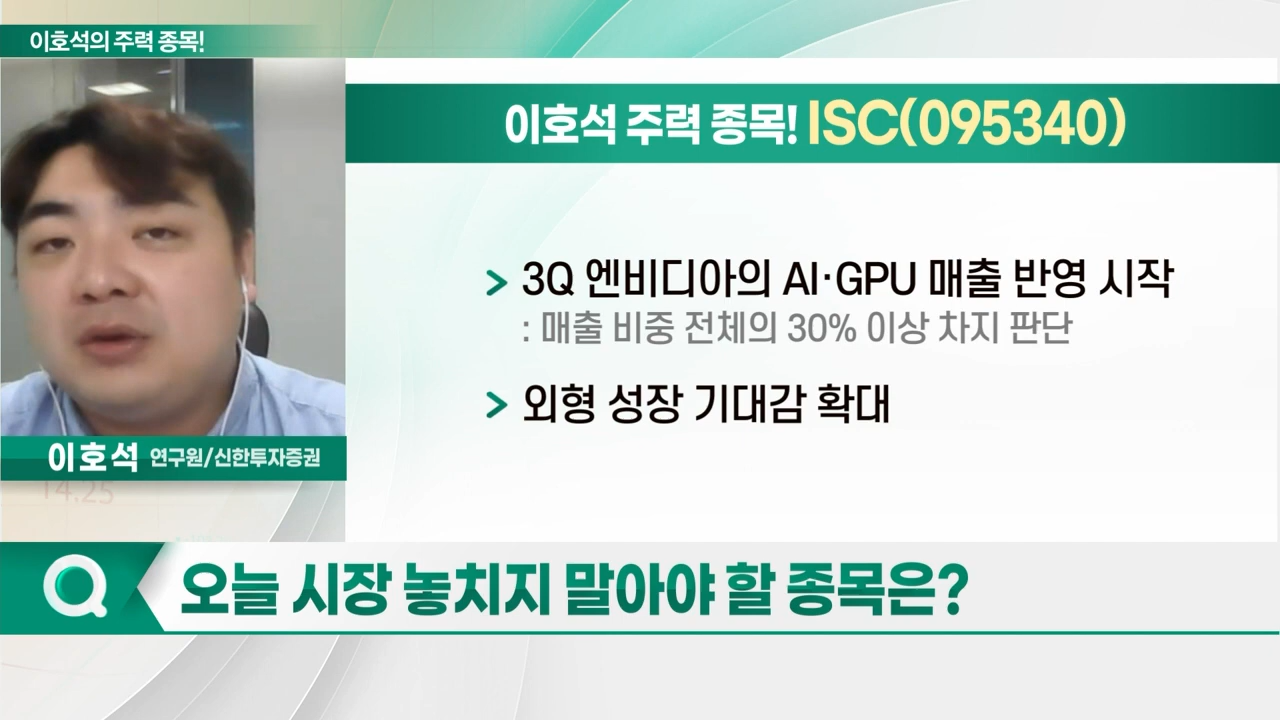 이호석의 주력 종목!
이호석 주력 종목! ISC(095340)
> 3Q 엔비디아의 AI·GPU 매출 반영 시작
: 매출 비중 전체의 30% 이상 차지 판단
> 외형 성장 기대감 확대
이호석 연구원/신한투자증권
14.25
Q 오늘 시장 놓치지 말아야 할 종목은?